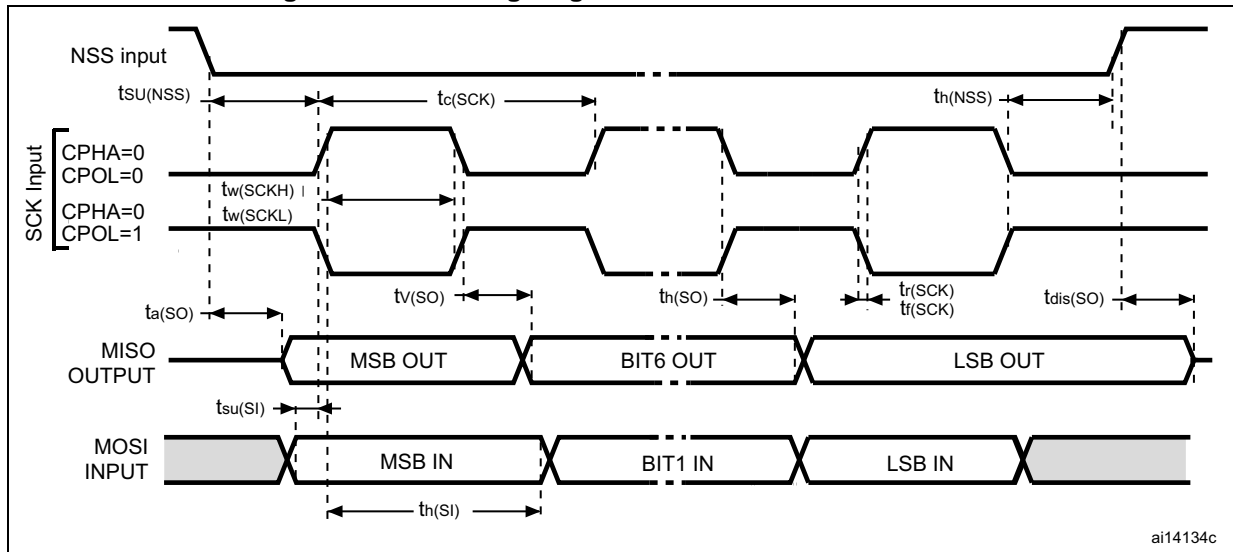 NSS input
tSU(NSS)
tc(SCK)
th(NSS)
SCK Input
CPHA=0
CPOL=0
tw(SCKH)
CPHA=0
CPOL=1
tw(SCKL)
ta(SO)
tV(SO)
th(SO)
tr(SCK)
tf(SCK)
tdis(SO)
MISO
OUTPUT
MSB OUT
BIT6 OUT
LSB OUT
tsu(SI)
MOSI
INPUT
MSB IN
BIT1 IN
LSB IN
th(SI)
ai14134c